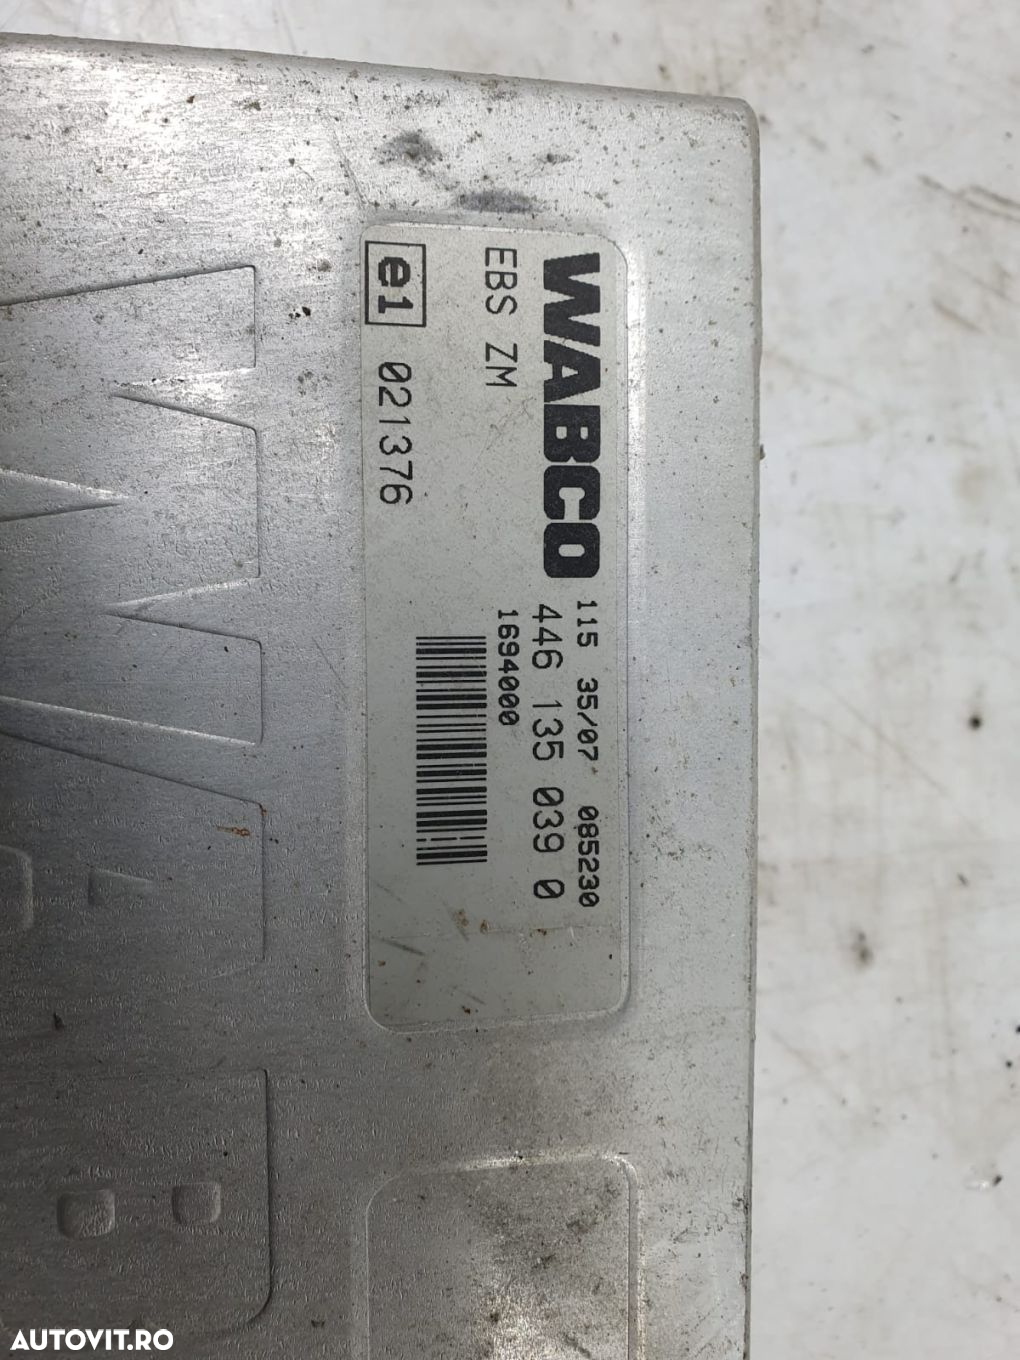 WABCO
115 35/07 085230
446 135 039 0
1694000
EBS ZM
e1 021376
AUTOVIT.RO